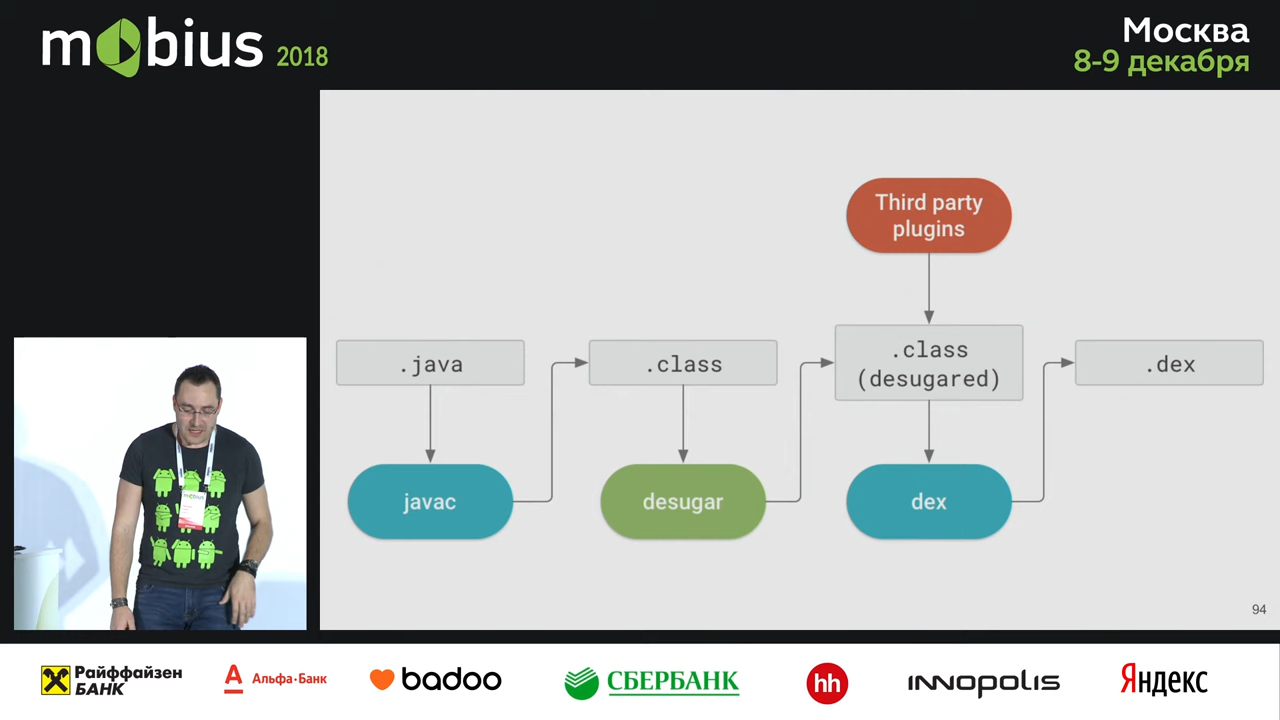 mobius 2018
Москва
8-9 декабря
Third party
plugins
.java
.class
.class
(desugared)
.dex
javac
desugar
dex
94
mobius
Райффайзен
БАНК
Альфа·Банк
badoo
СБЕРБАНК
hh
INNOPOLIS
Яндекс